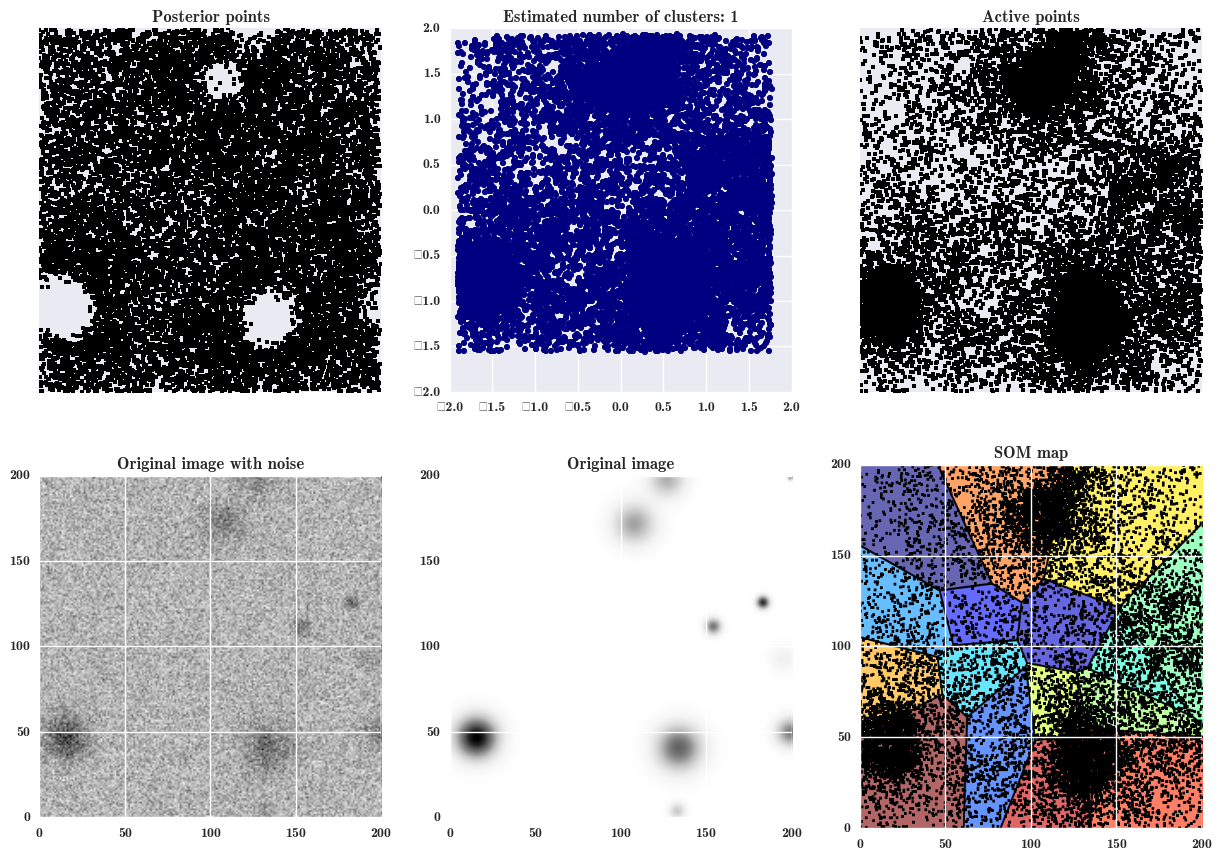 Posterior points
Estimated number of clusters: 1
Active points
2.0
1.5
1.0
0.5
0.0
□0.5
□1.0
□1.5
□2.0
□2.0 □1.5 □1.0 □0.5 0.0 0.5 1.0 1.5 2.0
Original image with noise
Original image
SOM map
200
150
100
50
0
0 50 100 150 200
200
150
100
50
0
0 50 100 150 200
200
150
100
50
0
0 50 100 150 200